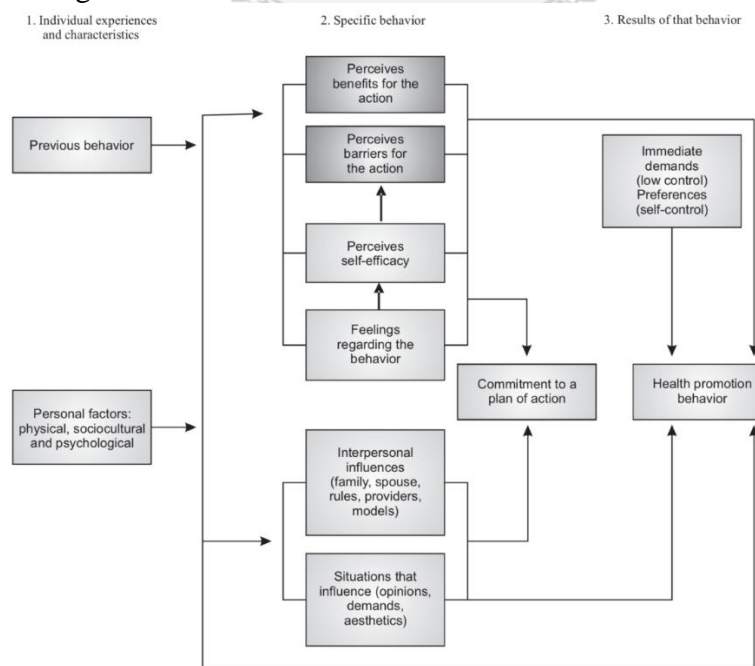 1. Individual experiences
and characteristics
2. Specific behavior
3. Results of that behavior
Previous behavior
Personal factors:
physical, sociocultural
and psychological
Perceives
benefits for the
action
Perceives
barriers for
the action
Perceives
self-efficacy
Feelings
regarding the
behavior
Interpersonal
influences
(family, spouse,
rules, providers,
models)
Situations that
influence (opinions,
demands,
aesthetics)
Commitment to a
plan of action
Immediate
demands
(low control)
Preferences
(self-control)
Health promotion
behavior